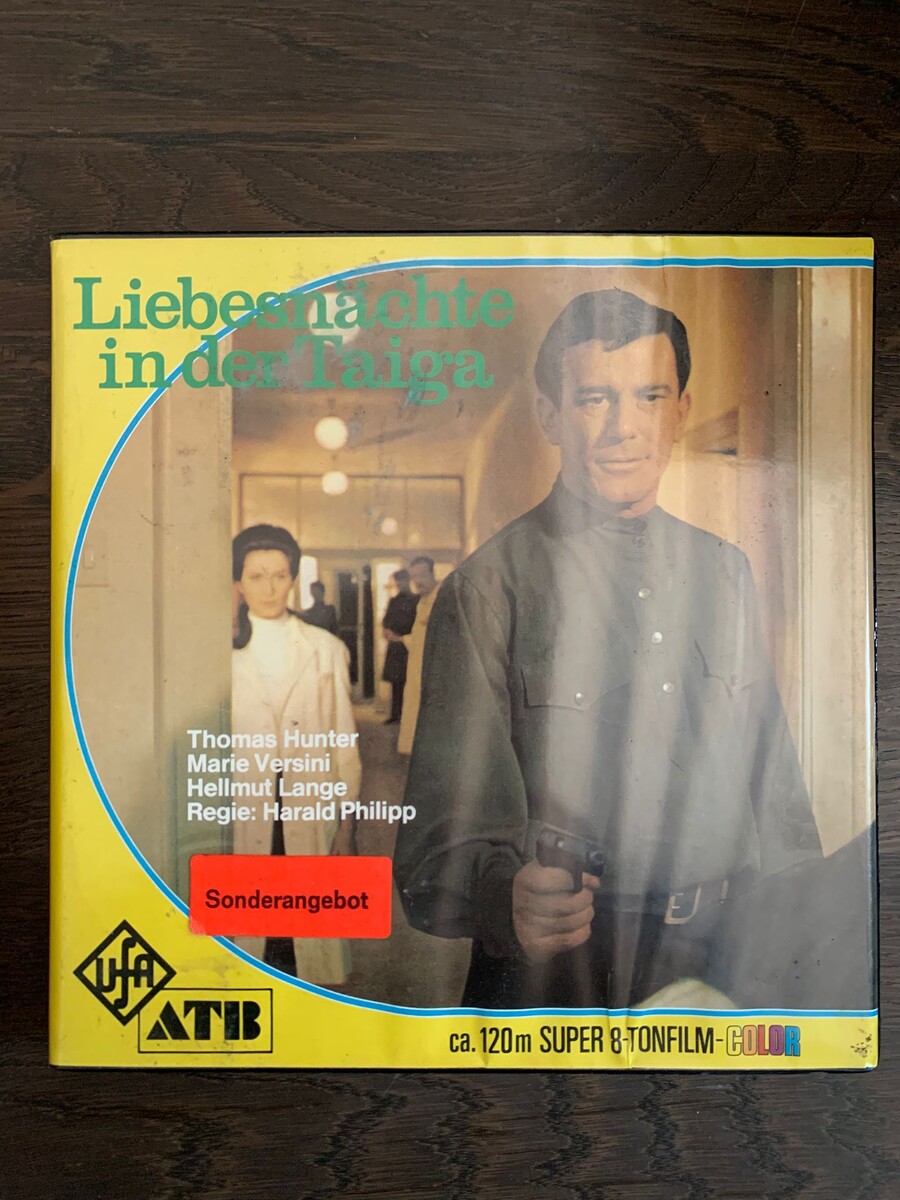 Liebesnächte
in der Taiga
Thomas Hunter
Marie Versini
Hellmut Lange
Regie: Harald Philipp
Sonderangebot
UfA
ATB
ca. 120m SUPER 8-TONFILM-COLOR